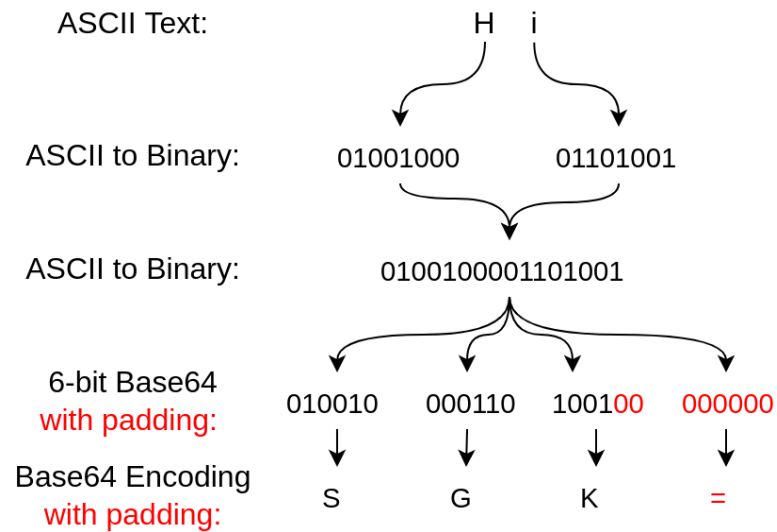 ASCII Text: H i
ASCII to Binary: 01001000 01101001
ASCII to Binary: 0100100001101001
6-bit Base64
with padding: 010010 000110 100100 000000
Base64 Encoding
with padding: S G K =